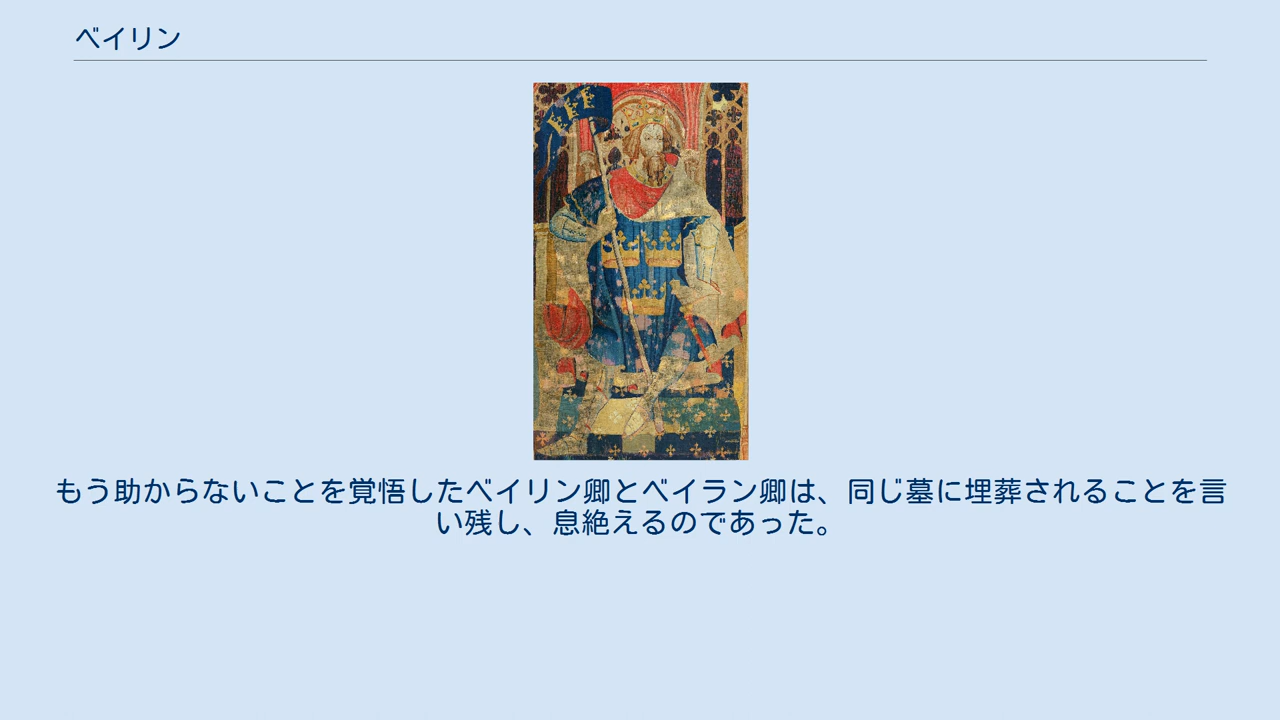 ベイリン
もう助からないことを覚悟したベイリン卿とベイラン卿は、同じ墓に埋葬されることを言
い残し、息絶えるのであった。